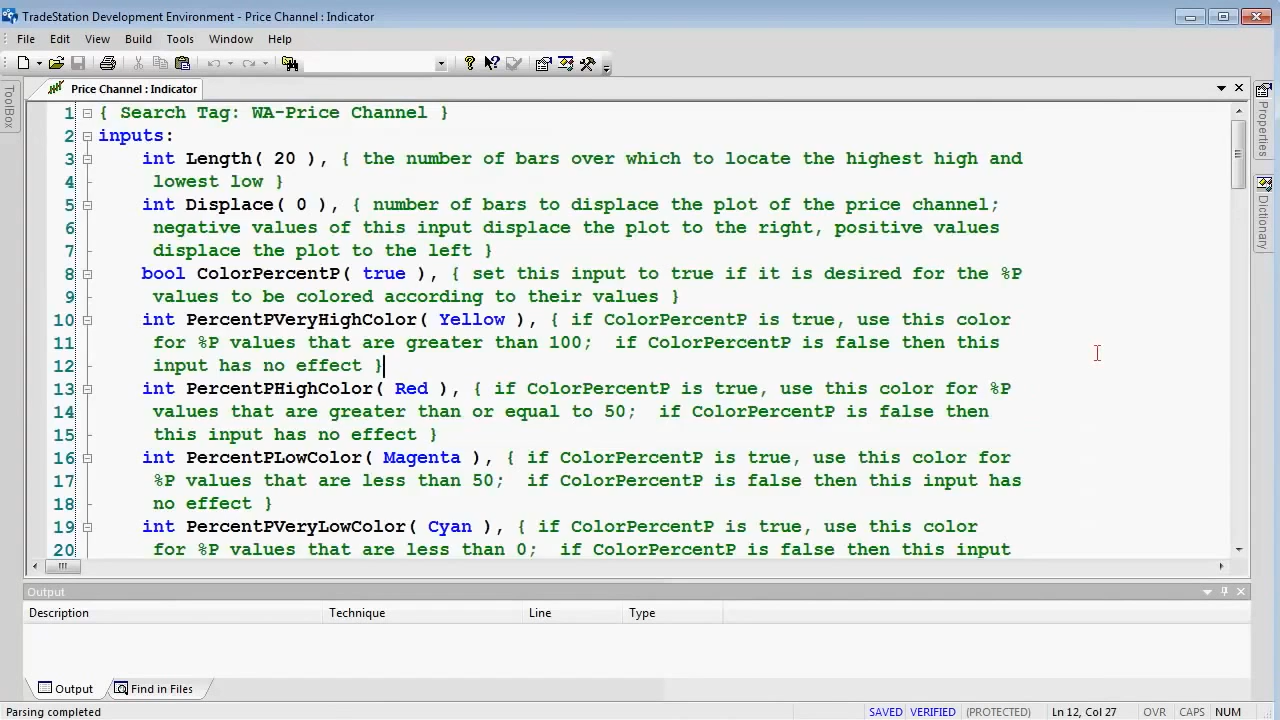 TradeStation Development Environment - Price Channel : Indicator
File Edit View Build Tools Window Help
ToolBox
Price Channel : Indicator
Properties
Dictionary
1 { Search Tag: WA-Price Channel }
2 inputs:
3 int Length( 20 ), { the number of bars over which to locate the highest high and
4 lowest low }
5 int Displace( 0 ), { number of bars to displace the plot of the price channel;
6 negative values of this input displace the plot to the right, positive values
7 displace the plot to the left }
8 bool ColorPercentP( true ), { set this input to true if it is desired for the %P
9 values to be colored according to their values }
10 int PercentPVeryHighColor( Yellow ), { if ColorPercentP is true, use this color
11 for %P values that are greater than 100;  if ColorPercentP is false then this
12 input has no effect }
13 int PercentPHighColor( Red ), { if ColorPercentP is true, use this color for %P
14 values that are greater than or equal to 50;  if ColorPercentP is false then
15 this input has no effect }
16 int PercentPLowColor( Magenta ), { if ColorPercentP is true, use this color for
17 %P values that are less than 50;  if ColorPercentP is false then this input has
18 no effect }
19 int PercentPVeryLowColor( Cyan ), { if ColorPercentP is true, use this color
20 for %P values that are less than 0;  if ColorPercentP is false then this input
Output
Description Technique Line Type
Output Find in Files
Parsing completed SAVED VERIFIED (PROTECTED) Ln 12, Col 27 OVR CAPS NUM